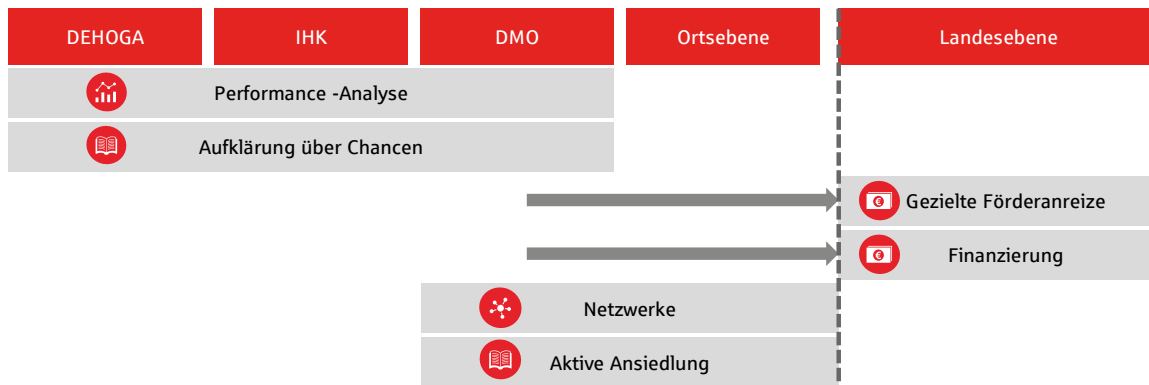 DEHOGA
IHK
DMO
Ortsebene
Landesebene
Performance -Analyse
Aufklärung über Chancen
Gezielte Förderanreize
Finanzierung
Netzwerke
Aktive Ansiedlung